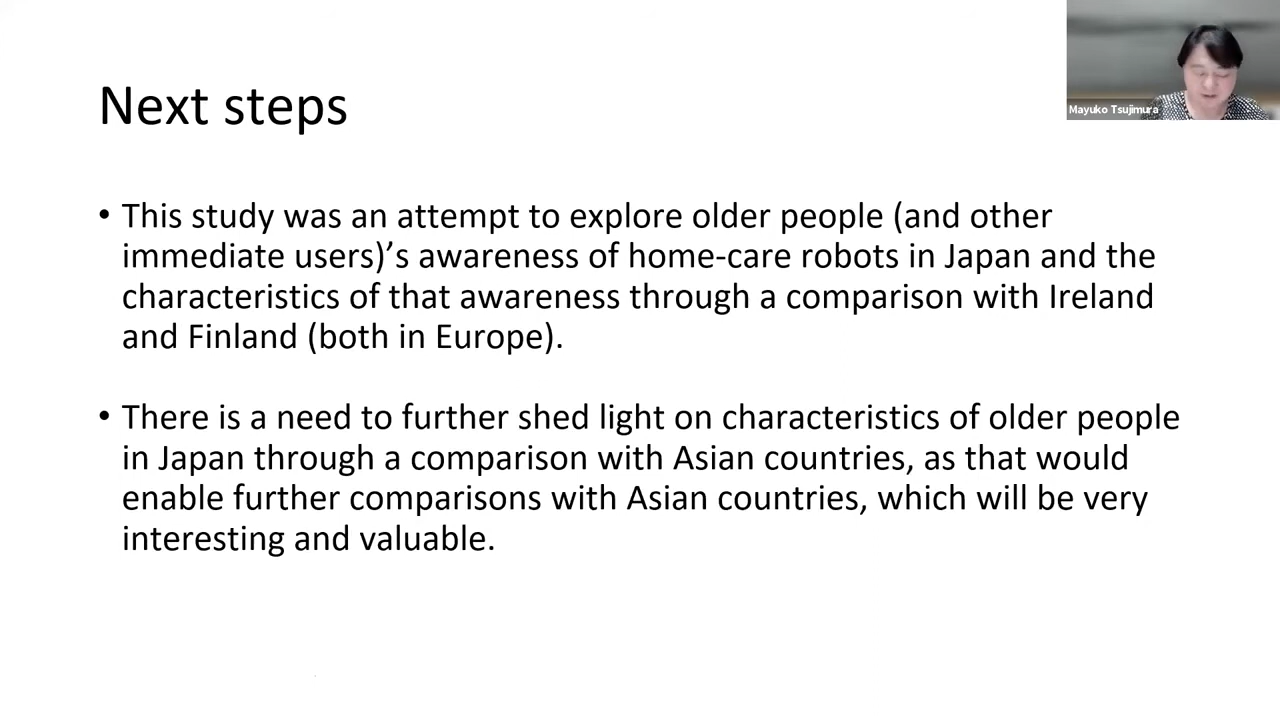 Mayuko Tsujimura
Next steps
• This study was an attempt to explore older people (and other
immediate users)’s awareness of home-care robots in Japan and the
characteristics of that awareness through a comparison with Ireland
and Finland (both in Europe).
• There is a need to further shed light on characteristics of older people
in Japan through a comparison with Asian countries, as that would
enable further comparisons with Asian countries, which will be very
interesting and valuable.